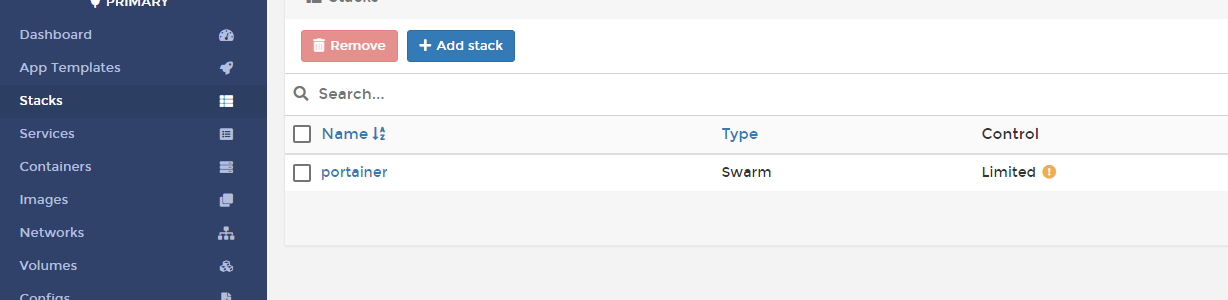 PRIMARY
Dashboard
App Templates
Stacks
Services
Containers
Images
Networks
Volumes
Configs
Stacks
Remove
Add stack
Search...
Name Type Control
portainer Swarm Limited